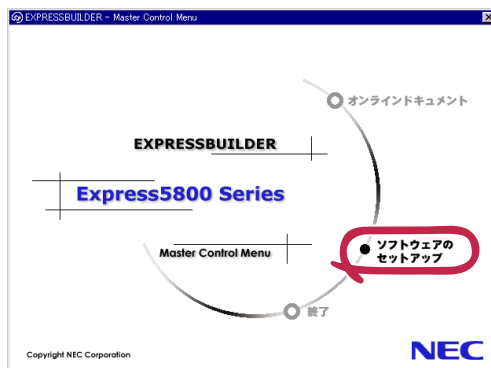 EXPRESSBUILDER - Master Control Menu
オンラインドキュメント
EXPRESSBUILDER
Express5800 Series
ソフトウェアの
セットアップ
Master Control Menu
終了
Copyright NEC Corporation
NEC